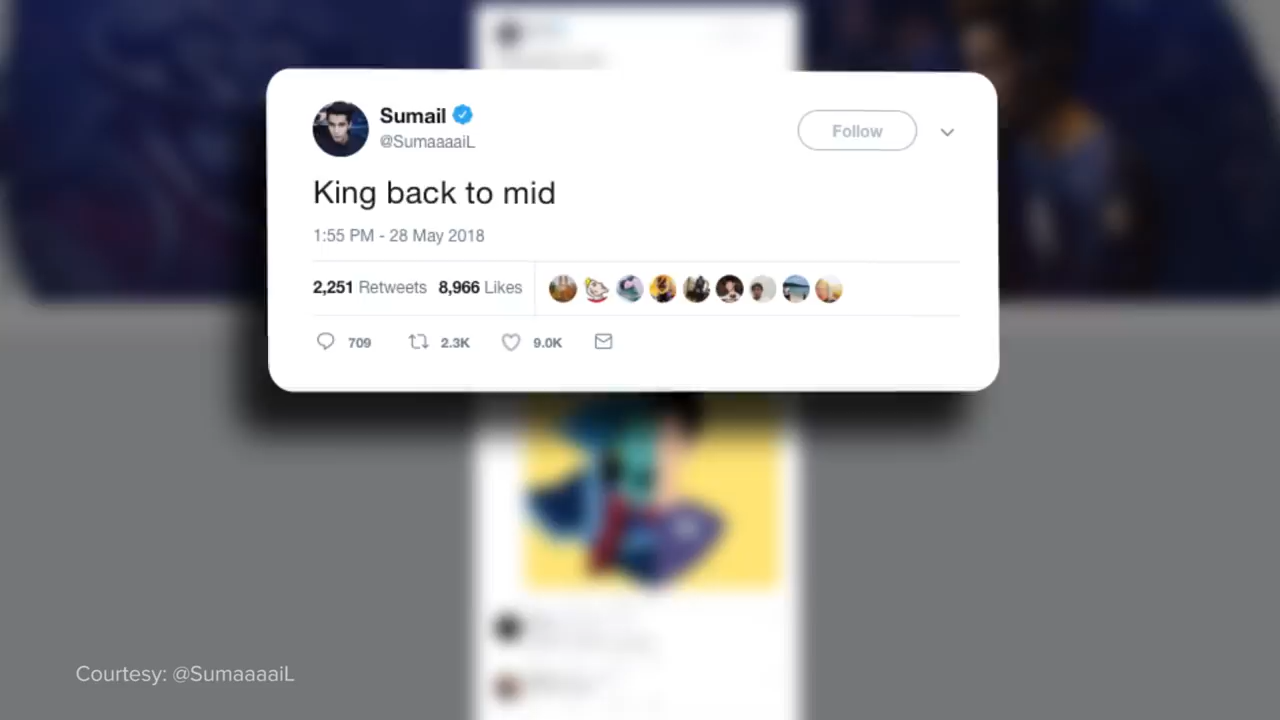 Sumail
@SumaaaaiL
Follow
King back to mid
1:55 PM - 28 May 2018
2,251 Retweets 8,966 Likes
709 2.3K 9.0K
Courtesy: @SumaaaaiL